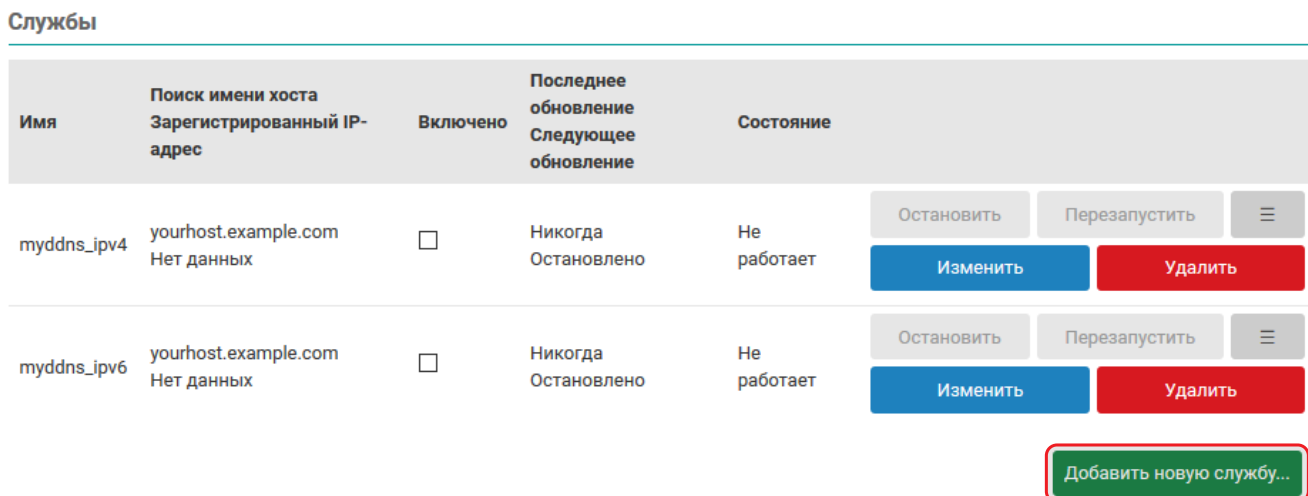 Службы
Имя
Поиск имени хоста
Зарегистрированный IP-
адрес
Включено
Последнее
обновление
Следующее
обновление
Состояние
myddns_ipv4
yourhost.example.com
Нет данных
Никогда
Остановлено
Не
работает
Остановить
Перезапустить
☰
Изменить
Удалить
myddns_ipv6
yourhost.example.com
Нет данных
Никогда
Остановлено
Не
работает
Остановить
Перезапустить
☰
Изменить
Удалить
Добавить новую службу...